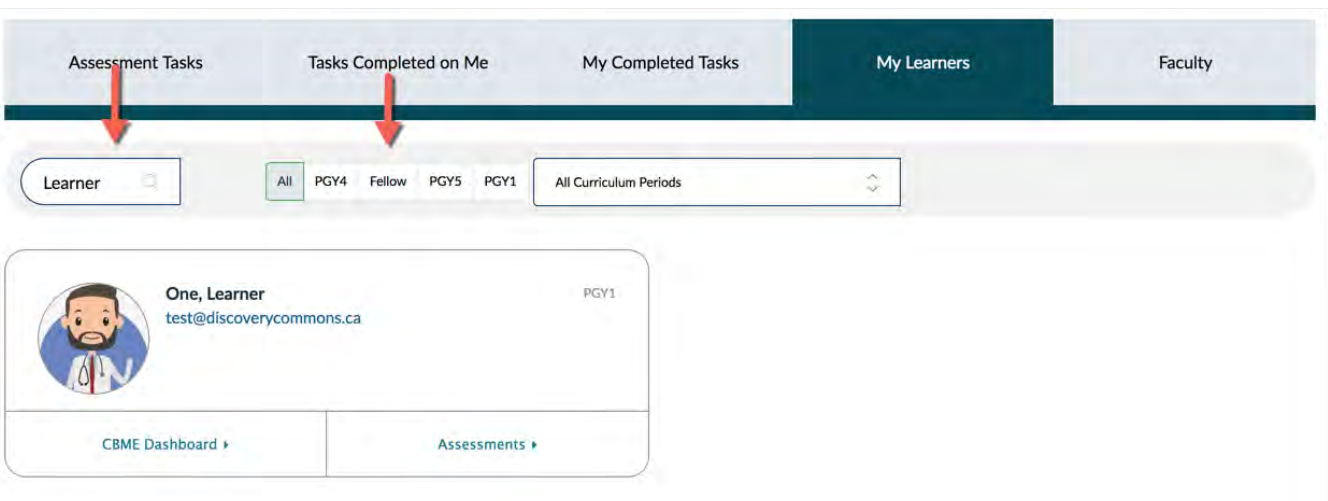 Assessment Tasks Tasks Completed on Me My Completed Tasks My Learners Faculty
Learner All PGY4 Fellow PGY5 PGY1 All Curriculum Periods
One, Learner PGY1
test@discoverycommons.ca
CBME Dashboard Assessments